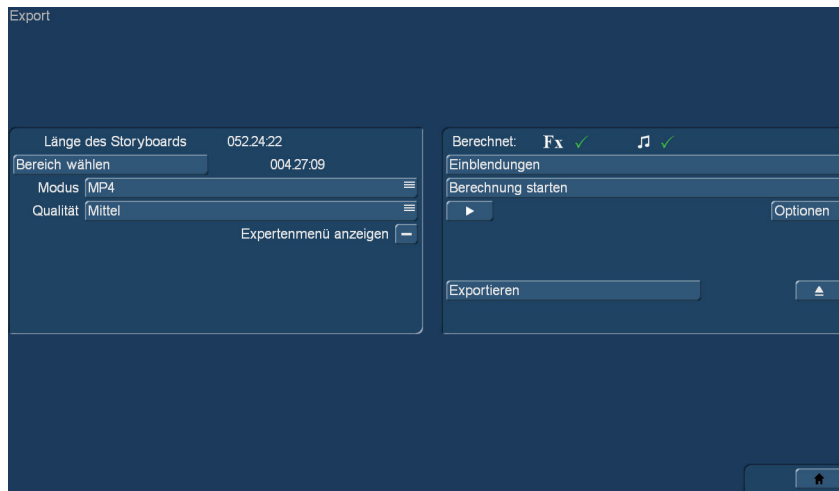 Export
Länge des Storyboards 052.24:22
Bereich wählen 004.27:09
Modus MP4
Qualität Mittel
Expertenmenü anzeigen
Berechnet: Fx
Einblendungen
Berechnung starten
Optionen
Exportieren